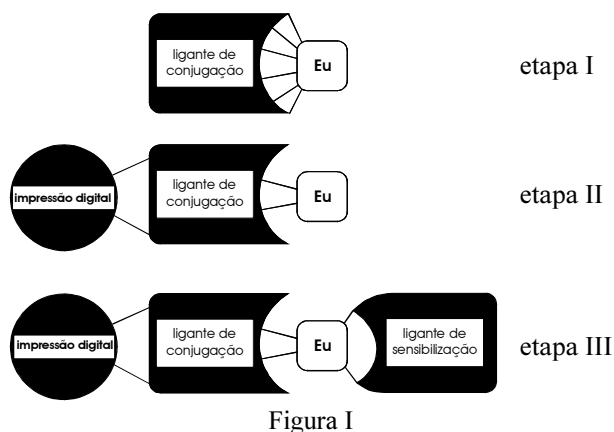 ligante de
conjugação
Eu
etapa I
impressão digital
ligante de
conjugação
Eu
etapa II
impressão digital
ligante de
conjugação
Eu
ligante de
sensibilização
etapa III
Figura I